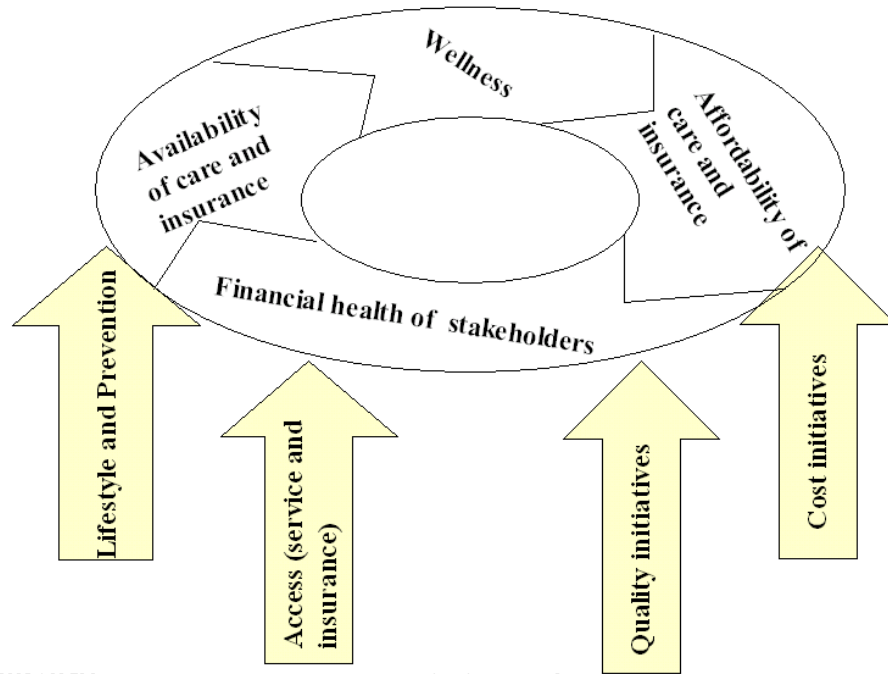 Wellness
Availability
of care and
insurance
Affordability of
care and
insurance
Financial health of stakeholders
Lifestyle and Prevention
Access (service and
insurance)
Quality initiatives
Cost initiatives